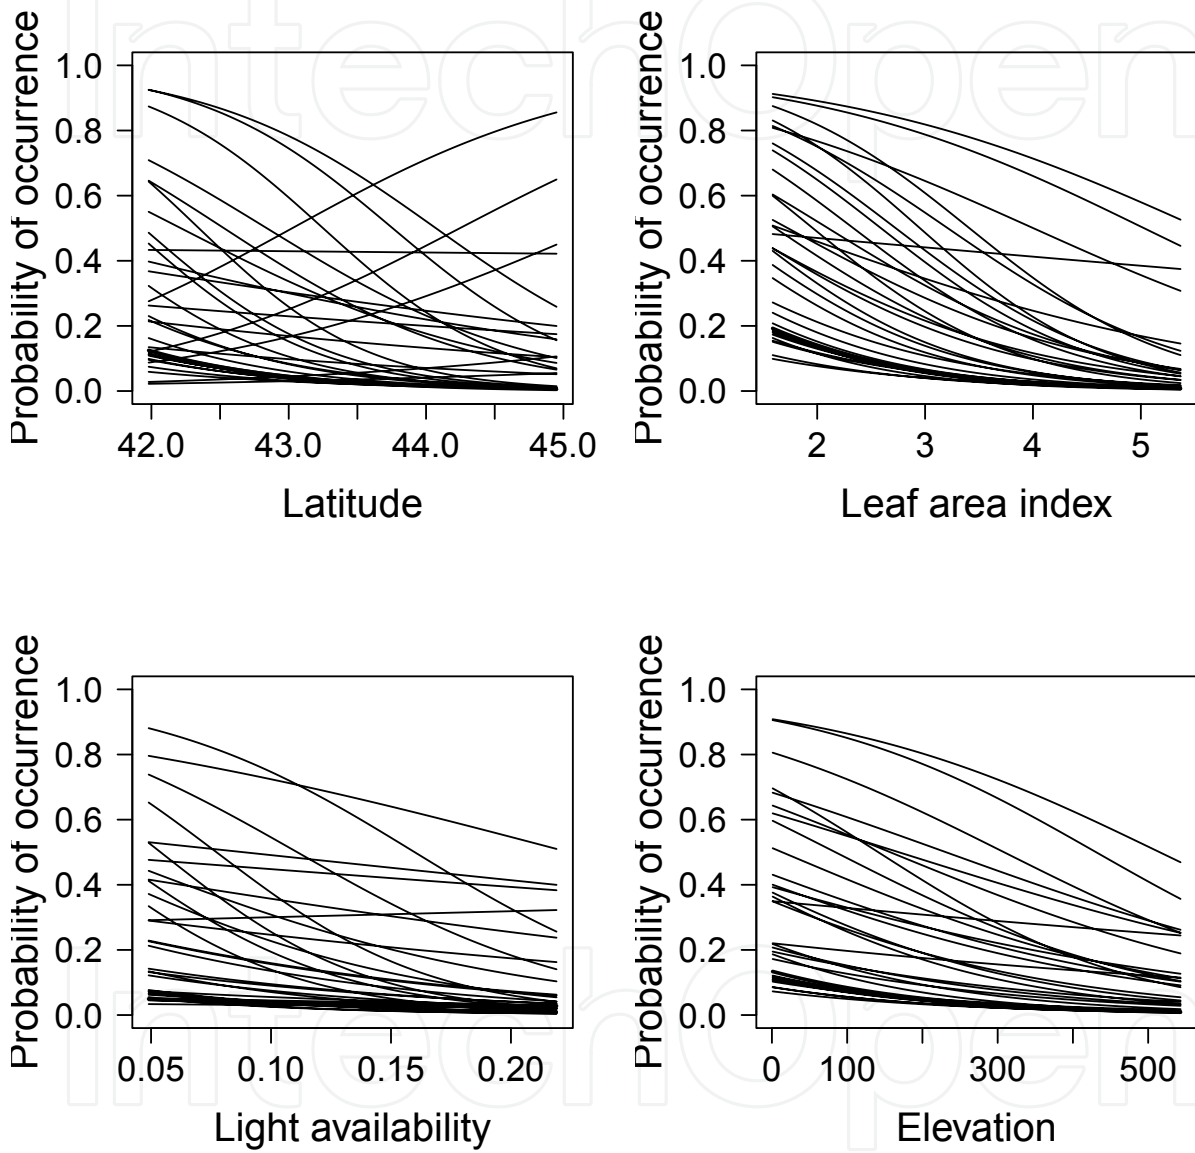 IntechOpen
Probability of occurrence
1.0
0.8
0.6
0.4
0.2
0.0
42.0 43.0 44.0 45.0
Latitude
Probability of occurrence
1.0
0.8
0.6
0.4
0.2
0.0
2 3 4 5
Leaf area index
Probability of occurrence
1.0
0.8
0.6
0.4
0.2
0.0
0.05 0.10 0.15 0.20
Light availability
Probability of occurrence
1.0
0.8
0.6
0.4
0.2
0.0
0 100 300 500
Elevation
IntechOpen